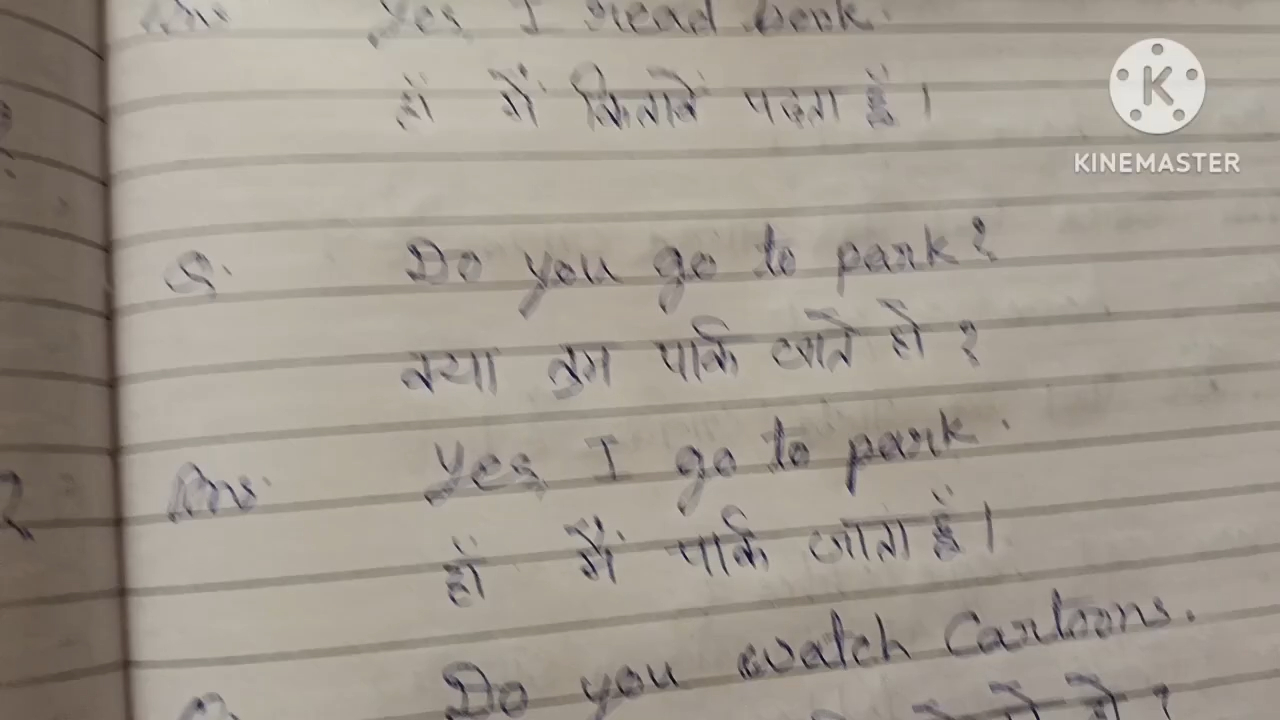 Ans Yes I read book.
हाँ मैं किताबें पढ़ता हूँ।
KINEMASTER
Q. Do you go to park?
क्या तुम पार्क जाते हो ?
Ans. Yes, I go to park.
हाँ मैं पार्क जाता हूँ।
Q. Do you watch Cartoons.